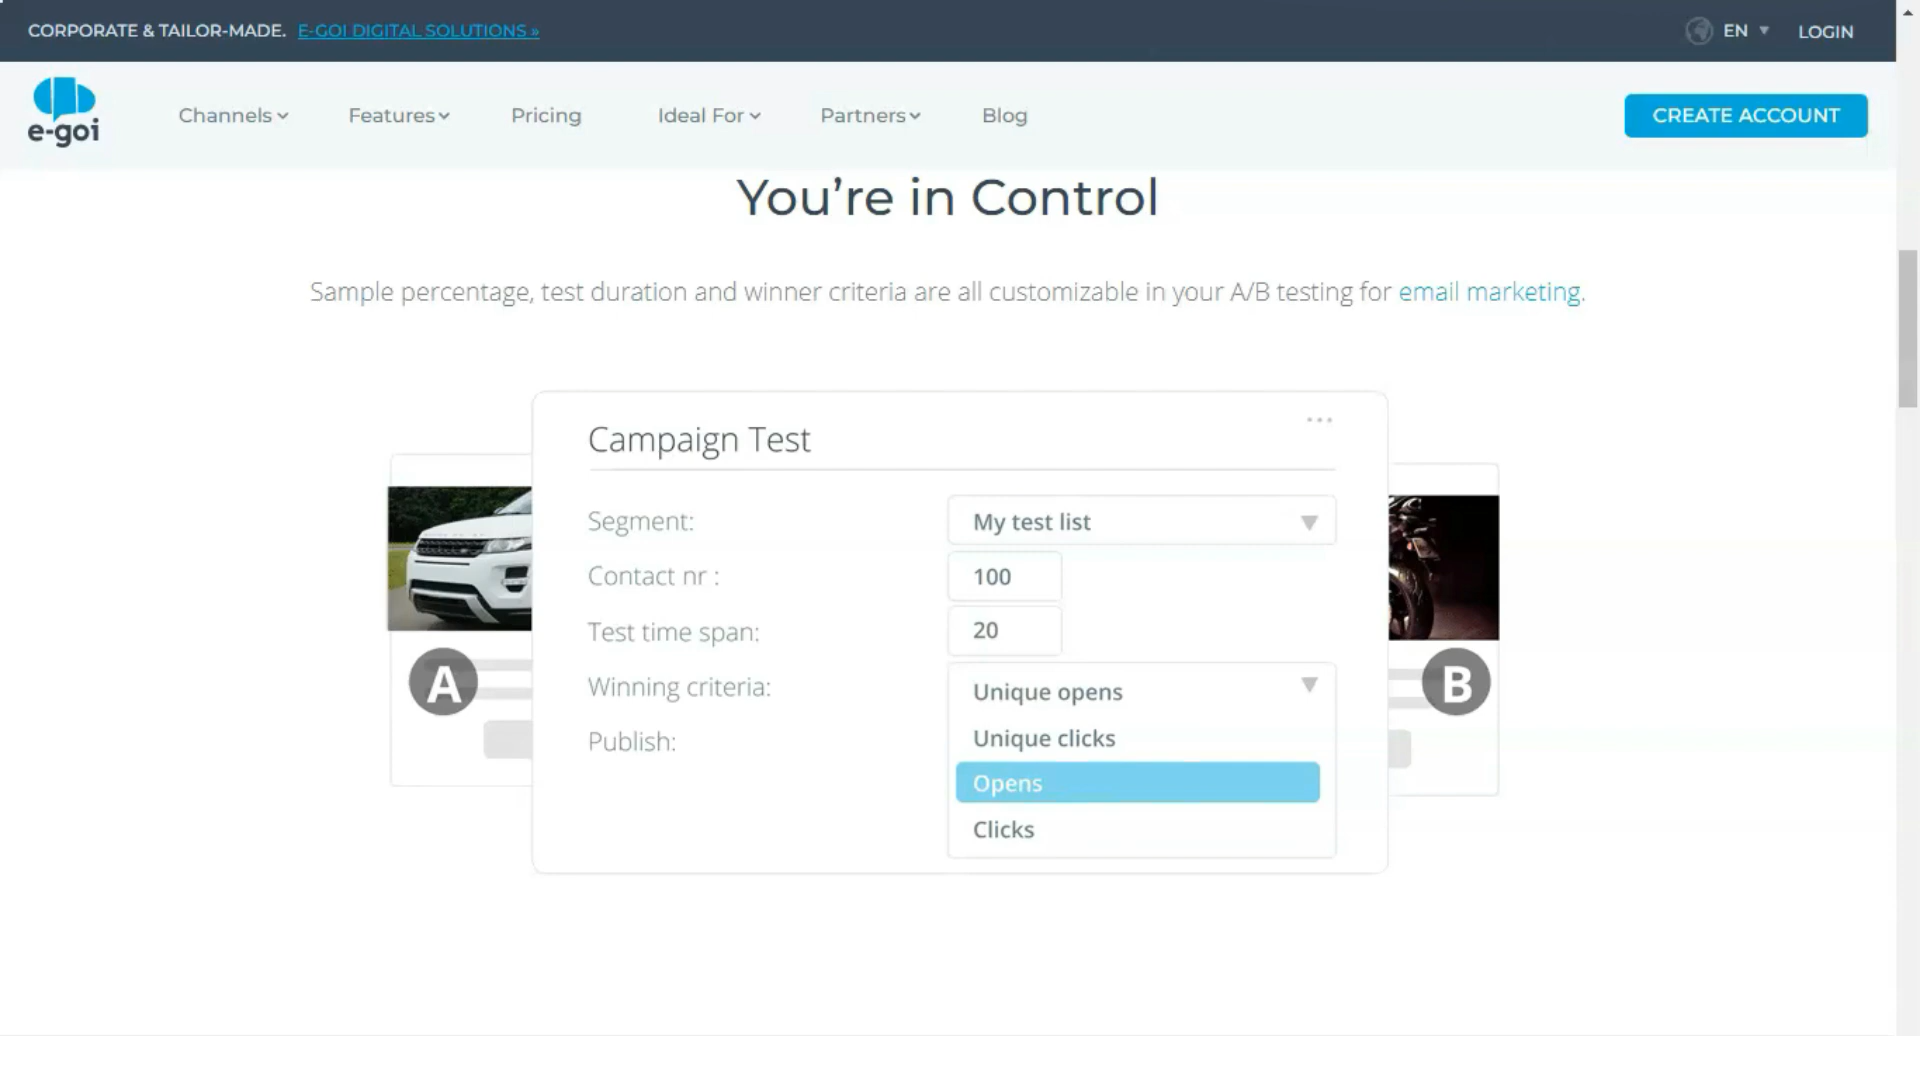 CORPORATE & TAILOR-MADE. E-GOI DIGITAL SOLUTIONS »
EN LOGIN
e-goi
Channels Features Pricing Ideal For Partners Blog
CREATE ACCOUNT
You're in Control
Sample percentage, test duration and winner criteria are all customizable in your A/B testing for email marketing.
Campaign Test
Segment: My test list
Contact nr : 100
Test time span: 20
Winning criteria: Unique opens
Unique clicks
Publish:
Opens
Clicks
A
B